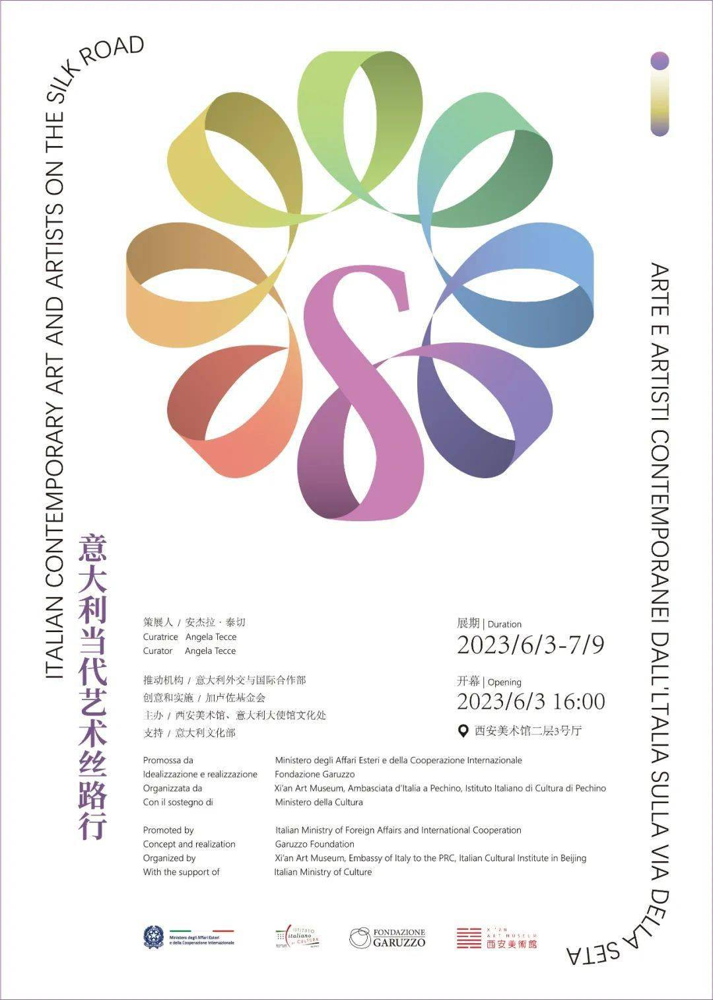 ITALIAN CONTEMPORARY ART AND ARTISTS ON THE SILK ROAD
ARTE E ARTISTI CONTEMPORANEI DALL'LTALIA SULLA VIA DELLA SETA
意大利当代艺术丝路行
策展人 / 安杰拉 · 泰切
Curatrice Angela Tecce
Curator Angela Tecce
推动机构 / 意大利外交与国际合作部
创意和实施 / 加卢佐基金会
主办 / 西安美术馆、意大利大使馆文化处
支持 / 意大利文化部
展期 | Duration
2023/6/3-7/9
开幕 | Opening
2023/6/3 16:00
西安美术馆二层3号厅
Promossa da Ministero degli Affari Esteri e della Cooperazione Internazionale
Idealizzazione e realizzazione Fondazione Garuzzo
Organizzata da Xi'an Art Museum, Ambasciata d'Italia a Pechino, Istituto Italiano di Cultura di Pechino
Con il sostegno di Ministero della Cultura
Promoted by Italian Ministry of Foreign Affairs and International Cooperation
Concept and realization Garuzzo Foundation
Organized by Xi'an Art Museum, Embassy of Italy to the PRC, Italian Cultural Institute in Beijing
With the support of Italian Ministry of Culture
Ministero degli Affari Esteri
e della Cooperazione Internazionale
ISTITUTO
italiano
DI CULTURA
FONDAZIONE
GARUZZO
XI'AN
ART MUSEUM
西安美術館